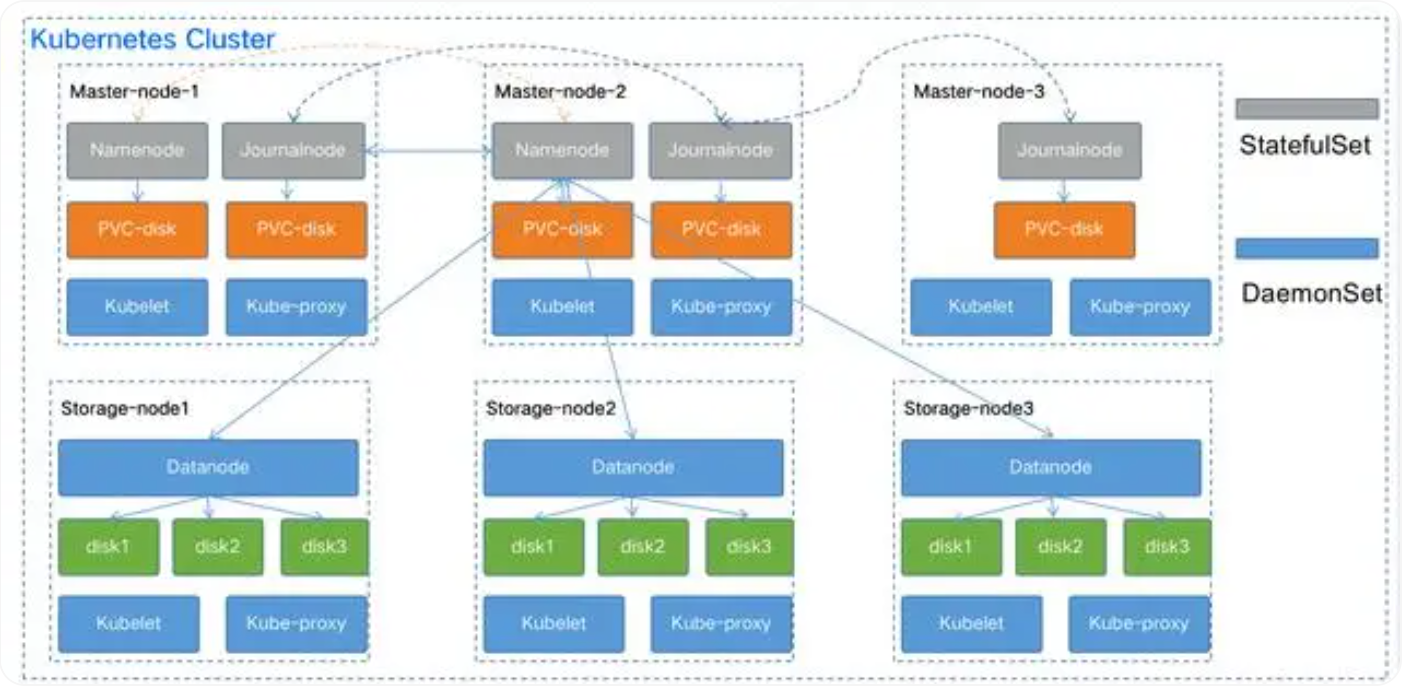 Kubernetes Cluster
Master-node-1
Master-node-2
Master-node-3
Namenode
Journalnode
Namenode
Journalnode
Journalnode
StatefulSet
PVC-disk
PVC-disk
PVC-disk
PVC-disk
PVC-disk
DaemonSet
Kubelet
Kube-proxy
Kubelet
Kube-proxy
Kubelet
Kube-proxy
Storage-node1
Storage-node2
Storage-node3
Datanode
Datanode
Datanode
disk1
disk2
disk3
disk1
disk2
disk3
disk1
disk2
disk3
Kubelet
Kube-proxy
Kubelet
Kube-proxy
Kubelet
Kube-proxy